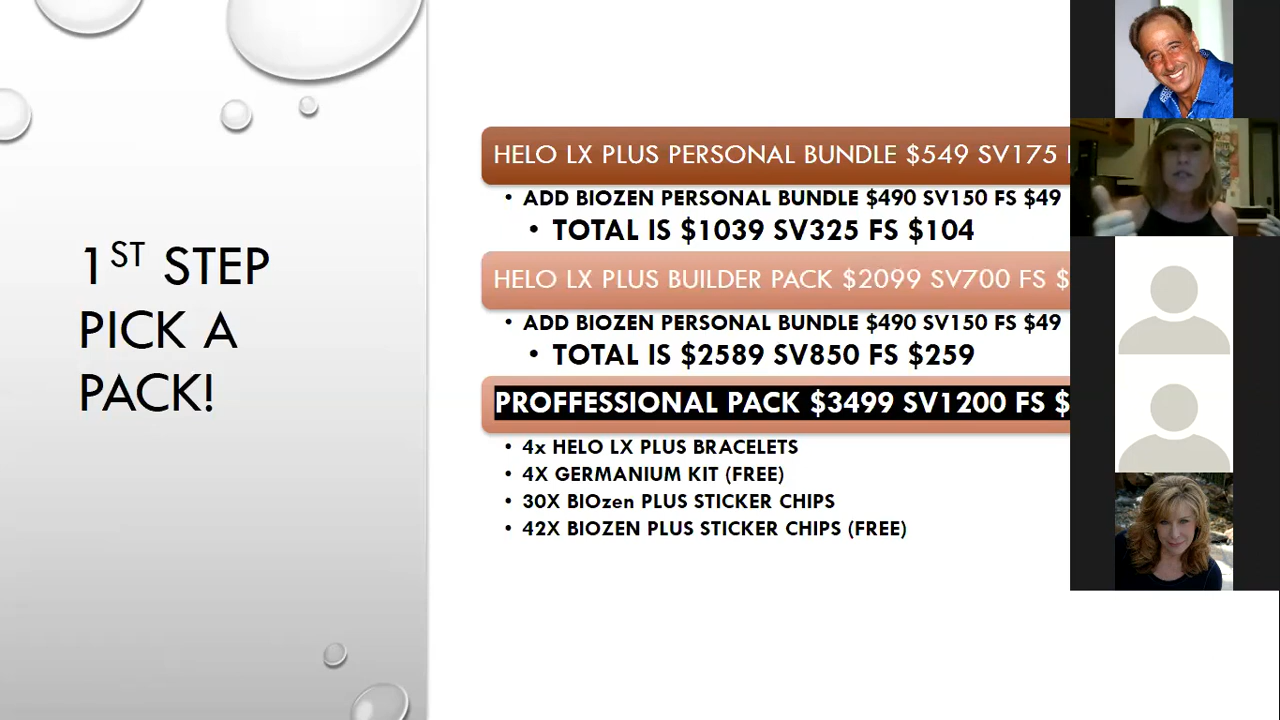 1ST STEP
PICK A
PACK!
HELO LX PLUS PERSONAL BUNDLE $549 SV175
• ADD BIOZEN PERSONAL BUNDLE $490 SV150 FS $49
• TOTAL IS $1039 SV325 FS $104
HELO LX PLUS BUILDER PACK $2099 SV700 FS $
• ADD BIOZEN PERSONAL BUNDLE $490 SV150 FS $49
• TOTAL IS $2589 SV850 FS $259
PROFFESSIONAL PACK $3499 SV1200 FS $
• 4x HELO LX PLUS BRACELETS
• 4X GERMANIUM KIT (FREE)
• 30X BIOzen PLUS STICKER CHIPS
• 42X BIOZEN PLUS STICKER CHIPS (FREE)